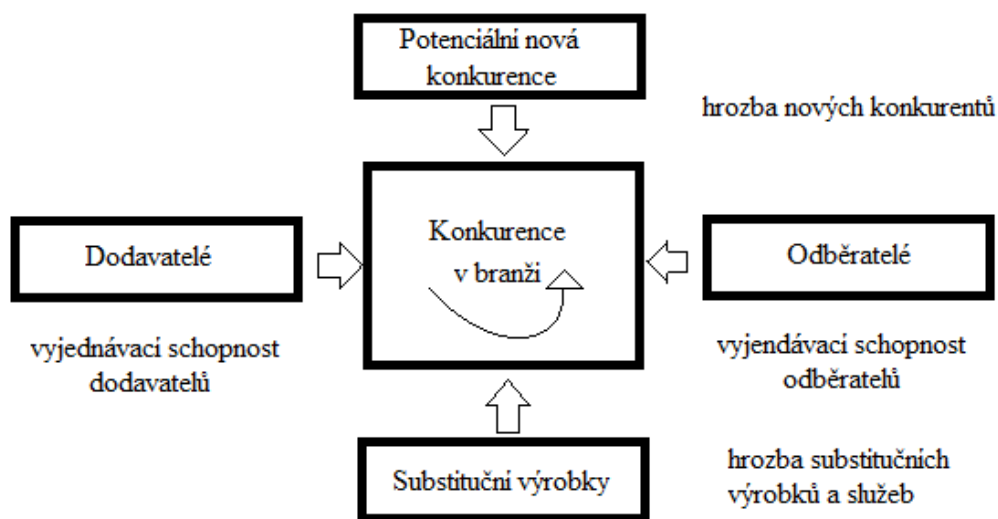 Potenciální nová
konkurence
hrozba nových konkurentů
Dodavatelé
Konkurence
v branži
Odběratelé
vyjednávací schopnost
dodavatelů
vyjendávací schopnost
odběratelů
Substituční výrobky
hrozba substitučních
výrobků a služeb